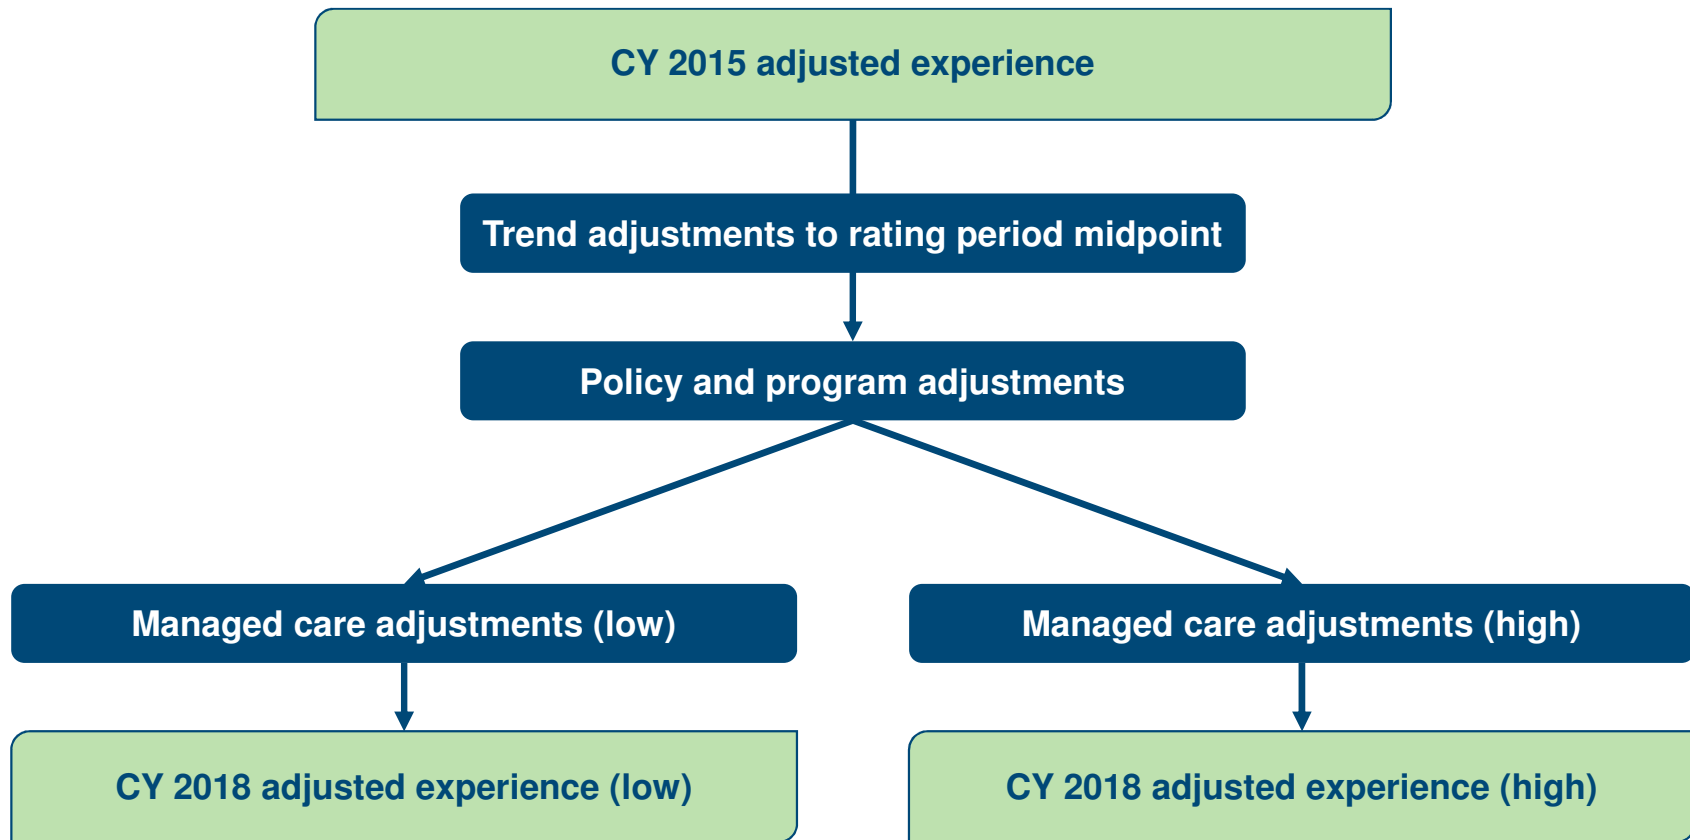 CY 2015 adjusted experience
Trend adjustments to rating period midpoint
Policy and program adjustments
Managed care adjustments (low)
Managed care adjustments (high)
CY 2018 adjusted experience (low)
CY 2018 adjusted experience (high)